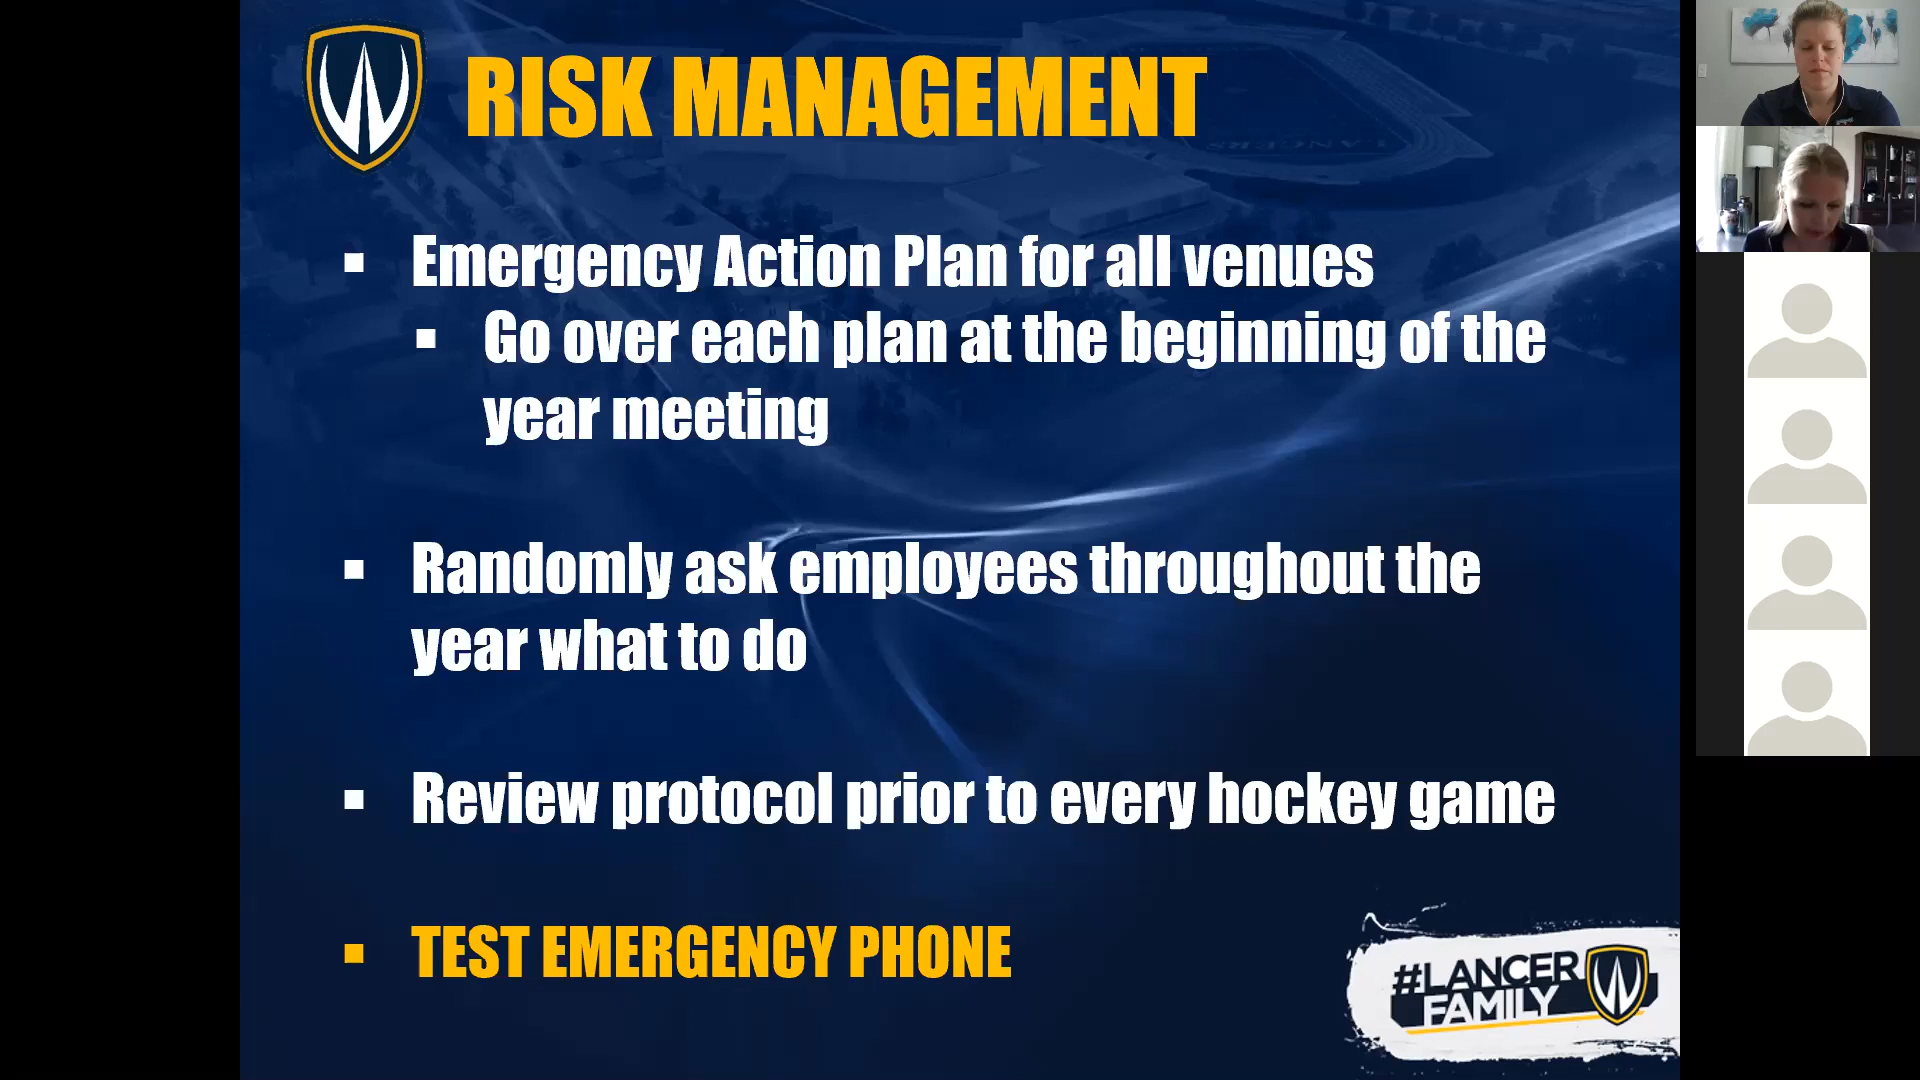 RISK MANAGEMENT
▪ Emergency Action Plan for all venues
▪ Go over each plan at the beginning of the
year meeting
▪ Randomly ask employees throughout the
year what to do
▪ Review protocol prior to every hockey game
▪ TEST EMERGENCY PHONE
#LANCER
FAMILY